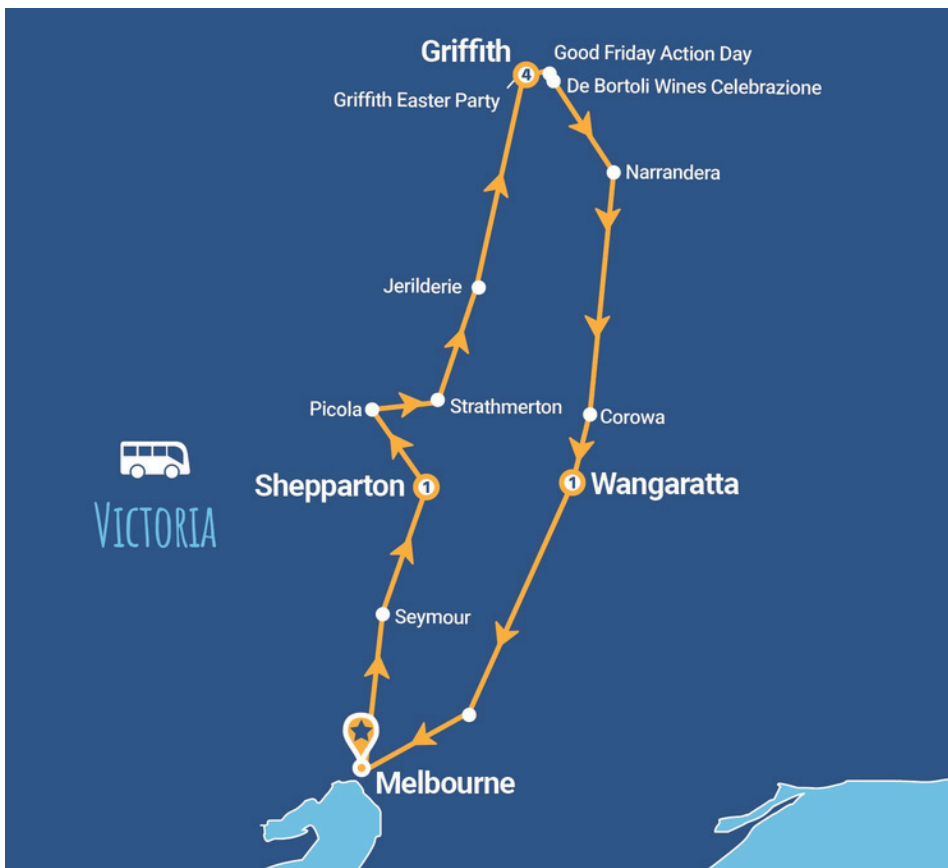 Griffith
Good Friday Action Day
4
De Bortoli Wines Celebrazione
Griffith Easter Party
Narrandera
Jerilderie
Picola
Strathmerton
Corowa
Shepparton
1
1
Wangaratta
VICTORIA
Seymour
Melbourne